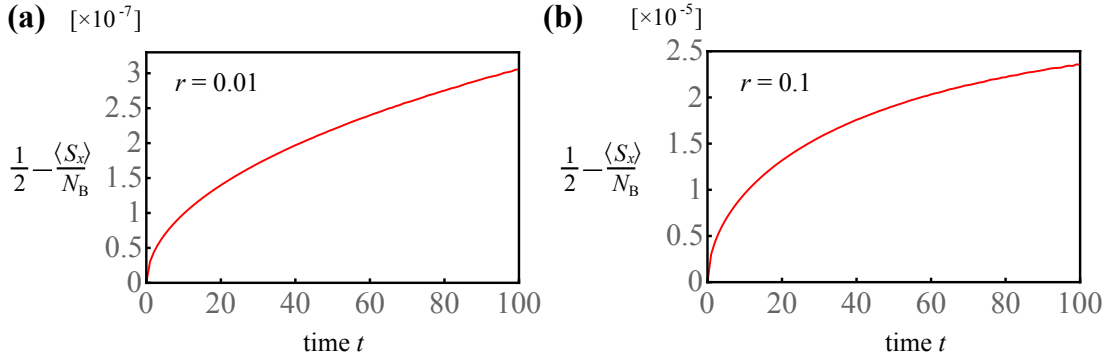 (a) [×10⁻⁷]
r = 0.01
1/2 − ⟨Sₓ⟩/N_B
3
2.5
2
1.5
1
0.5
0
0 20 40 60 80 100
time t
(b) [×10⁻⁵]
r = 0.1
1/2 − ⟨Sₓ⟩/N_B
2.5
2
1.5
1
0.5
0
0 20 40 60 80 100
time t